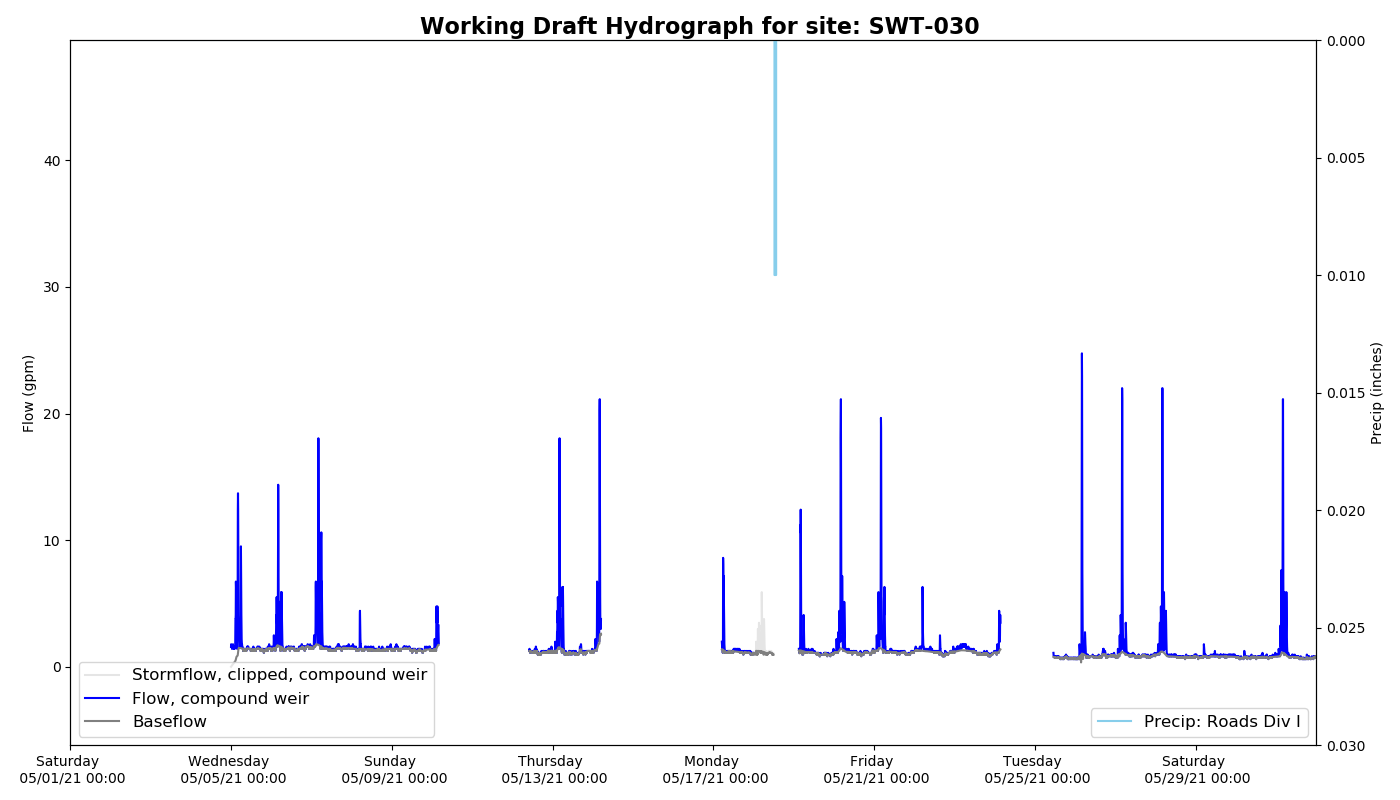 Working Draft Hydrograph for site: SWT-030
Flow (gpm)
40
30
20
10
0
0.000
0.005
0.010
0.015
0.020
0.025
0.030
Precip (inches)
Stormflow, clipped, compound weir
Flow, compound weir
Baseflow
Precip: Roads Div I
Saturday
05/01/21 00:00
Wednesday
05/05/21 00:00
Sunday
05/09/21 00:00
Thursday
05/13/21 00:00
Monday
05/17/21 00:00
Friday
05/21/21 00:00
Tuesday
05/25/21 00:00
Saturday
05/29/21 00:00